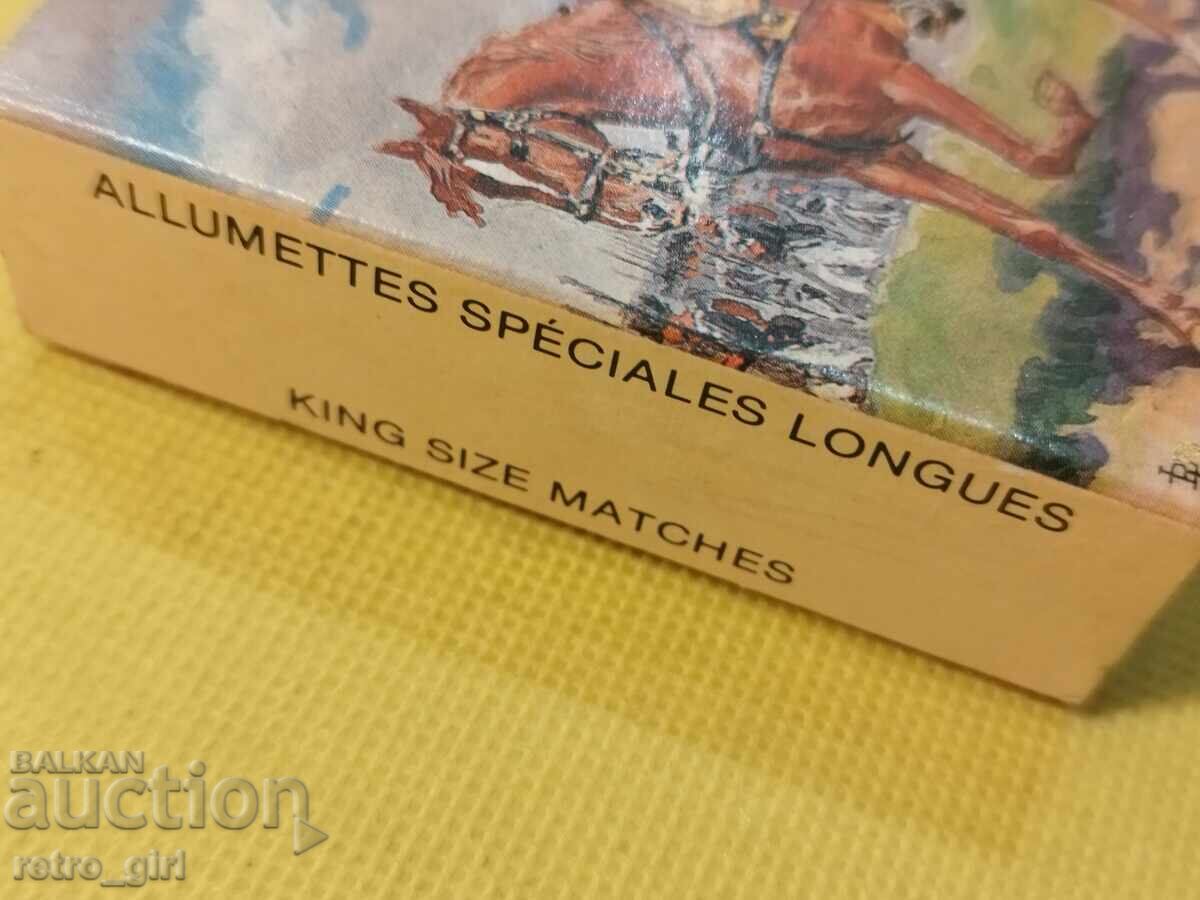 ALLUMETTES SPÉCIALES LONGUES
KING SIZE MATCHES
BALKAN
auction
retro_girl